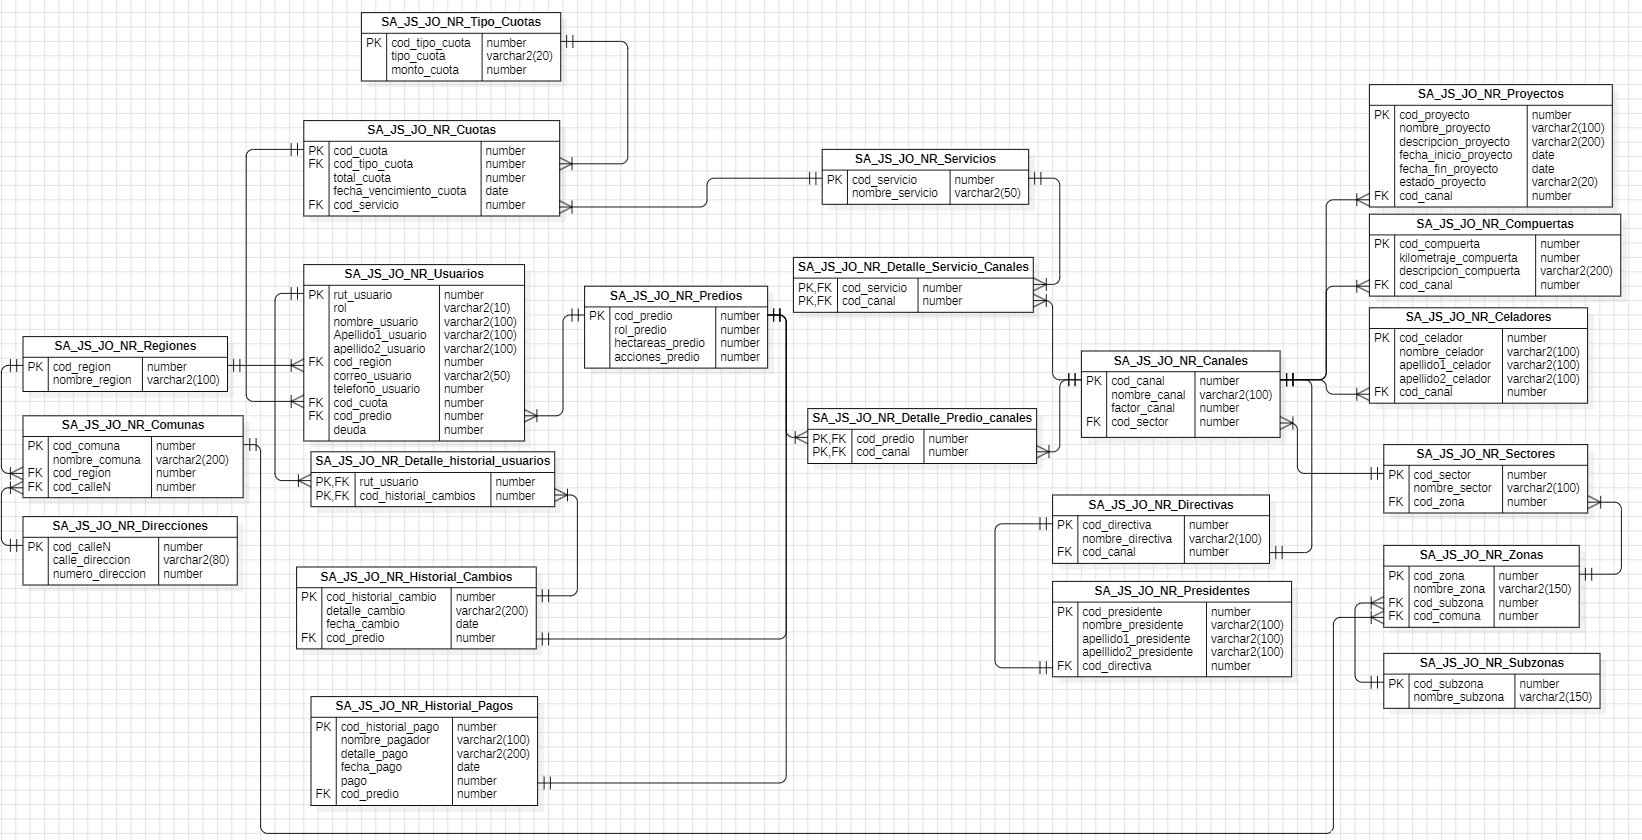 SA_JS_JO_NR_Tipo_Cuotas
PK cod_tipo_cuota number
tipo_cuota varchar2(20)
monto_cuota number
SA_JS_JO_NR_Cuotas
PK cod_cuota number
FK cod_tipo_cuota number
total_cuota number
fecha_vencimiento_cuota date
FK cod_servicio number
SA_JS_JO_NR_Servicios
PK cod_servicio number
nombre_servicio varchar2(50)
SA_JS_JO_NR_Proyectos
PK cod_proyecto number
nombre_proyecto varchar2(100)
descripcion_proyecto varchar2(200)
fecha_inicio_proyecto date
fecha_fin_proyecto date
estado_proyecto varchar2(20)
FK cod_canal number
SA_JS_JO_NR_Compuertas
PK cod_compuerta number
kilometraje_compuerta number
descripcion_compuerta varchar2(200)
FK cod_canal number
SA_JS_JO_NR_Usuarios
PK rut_usuario number
rol varchar2(10)
nombre_usuario varchar2(100)
Apellido1_usuario varchar2(100)
apellido2_usuario varchar2(100)
FK cod_region number
correo_usuario varchar2(50)
telefono_usuario number
FK cod_cuota number
FK cod_predio number
deuda number
SA_JS_JO_NR_Predios
PK cod_predio number
rol_predio number
hectareas_predio number
acciones_predio number
SA_JS_JO_NR_Detalle_Servicio_Canales
PK,FK cod_servicio number
PK,FK cod_canal number
SA_JS_JO_NR_Celadores
PK cod_celador number
nombre_celador varchar2(100)
apellido1_celador varchar2(100)
apellido2_celador varchar2(100)
FK cod_canal number
SA_JS_JO_NR_Regiones
PK cod_region number
nombre_region varchar2(100)
SA_JS_JO_NR_Canales
PK cod_canal number
nombre_canal varchar2(100)
factor_canal number
FK cod_sector number
SA_JS_JO_NR_Comunas
PK cod_comuna number
nombre_comuna varchar2(200)
FK cod_region number
FK cod_calleN number
SA_JS_JO_NR_Detalle_Predio_canales
PK,FK cod_predio number
PK,FK cod_canal number
SA_JS_JO_NR_Detalle_historial_usuarios
PK,FK rut_usuario number
PK,FK cod_historial_cambios number
SA_JS_JO_NR_Sectores
PK cod_sector number
nombre_sector varchar2(100)
FK cod_zona number
SA_JS_JO_NR_Direcciones
PK cod_calleN number
calle_direccion varchar2(80)
numero_direccion number
SA_JS_JO_NR_Directivas
PK cod_directiva number
nombre_directiva varchar2(100)
FK cod_canal number
SA_JS_JO_NR_Zonas
PK cod_zona number
nombre_zona varchar2(150)
FK cod_subzona number
FK cod_comuna number
SA_JS_JO_NR_Historial_Cambios
PK cod_historial_cambio number
detalle_cambio varchar2(200)
fecha_cambio date
FK cod_predio number
SA_JS_JO_NR_Presidentes
PK cod_presidente number
nombre_presidente varchar2(100)
apellido1_presidente varchar2(100)
apelllido2_presidente varchar2(100)
FK cod_directiva number
SA_JS_JO_NR_Subzonas
PK cod_subzona number
nombre_subzona varchar2(150)
SA_JS_JO_NR_Historial_Pagos
PK cod_historial_pago number
nombre_pagador varchar2(100)
detalle_pago varchar2(200)
fecha_pago date
pago number
FK cod_predio number